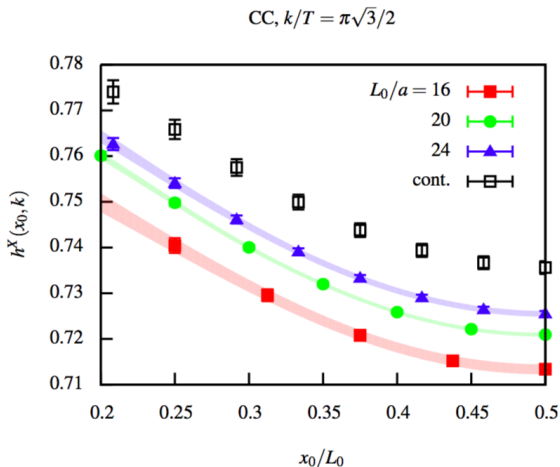 CC, k/T = π√3/2
0.78
0.77
0.76
0.75
0.74
0.73
0.72
0.71
h^X(x₀, k)
L₀/a = 16
20
24
cont.
0.2 0.25 0.3 0.35 0.4 0.45 0.5
x₀/L₀